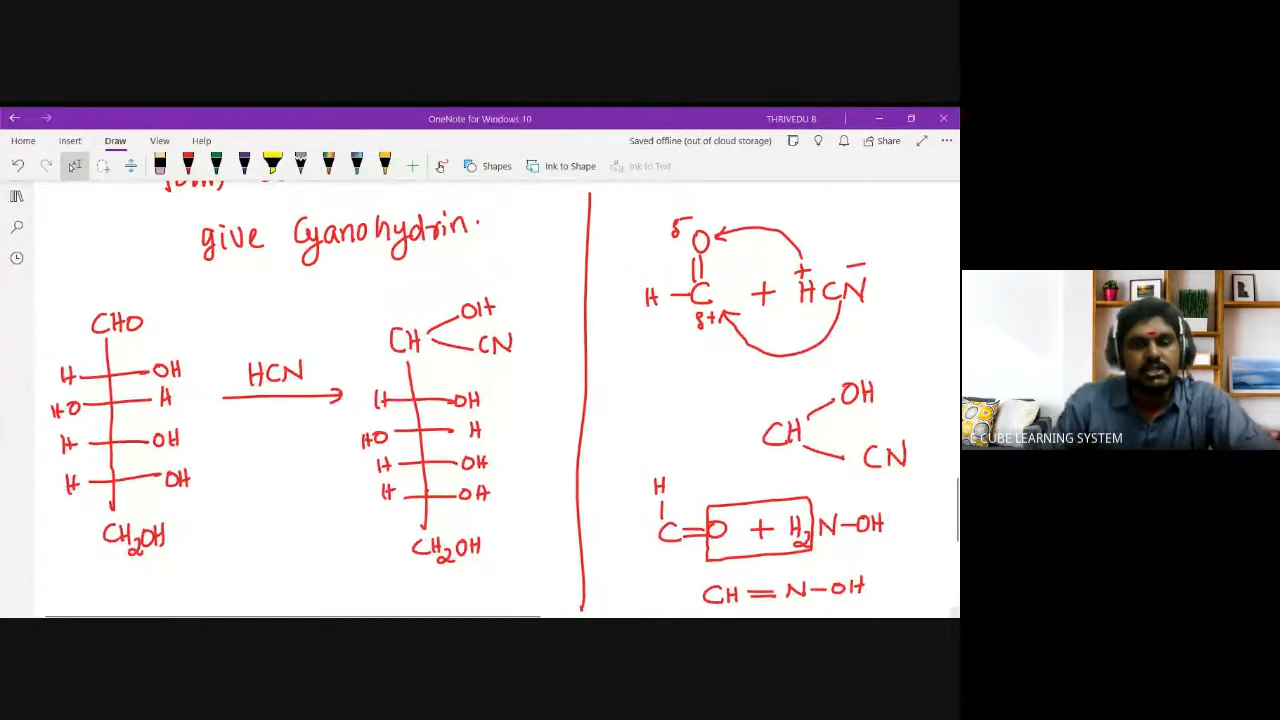 OneNote for Windows 10
THRIVEDU B
Home Insert Draw View Help
Saved offline (out of cloud storage)
Share
Shapes
Ink to Shape
Ink to Text
give Cyanohydrin.
CHO
H OH
HO H
H OH
H OH
CH2OH
HCN
CH OH
CN
H OH
HO H
H OH
H OH
CH2OH
δ- O
H - C + H+ CN-
δ+
CH OH
CN
H
C = O + H2N-OH
CH = N-OH
C CUBE LEARNING SYSTEM